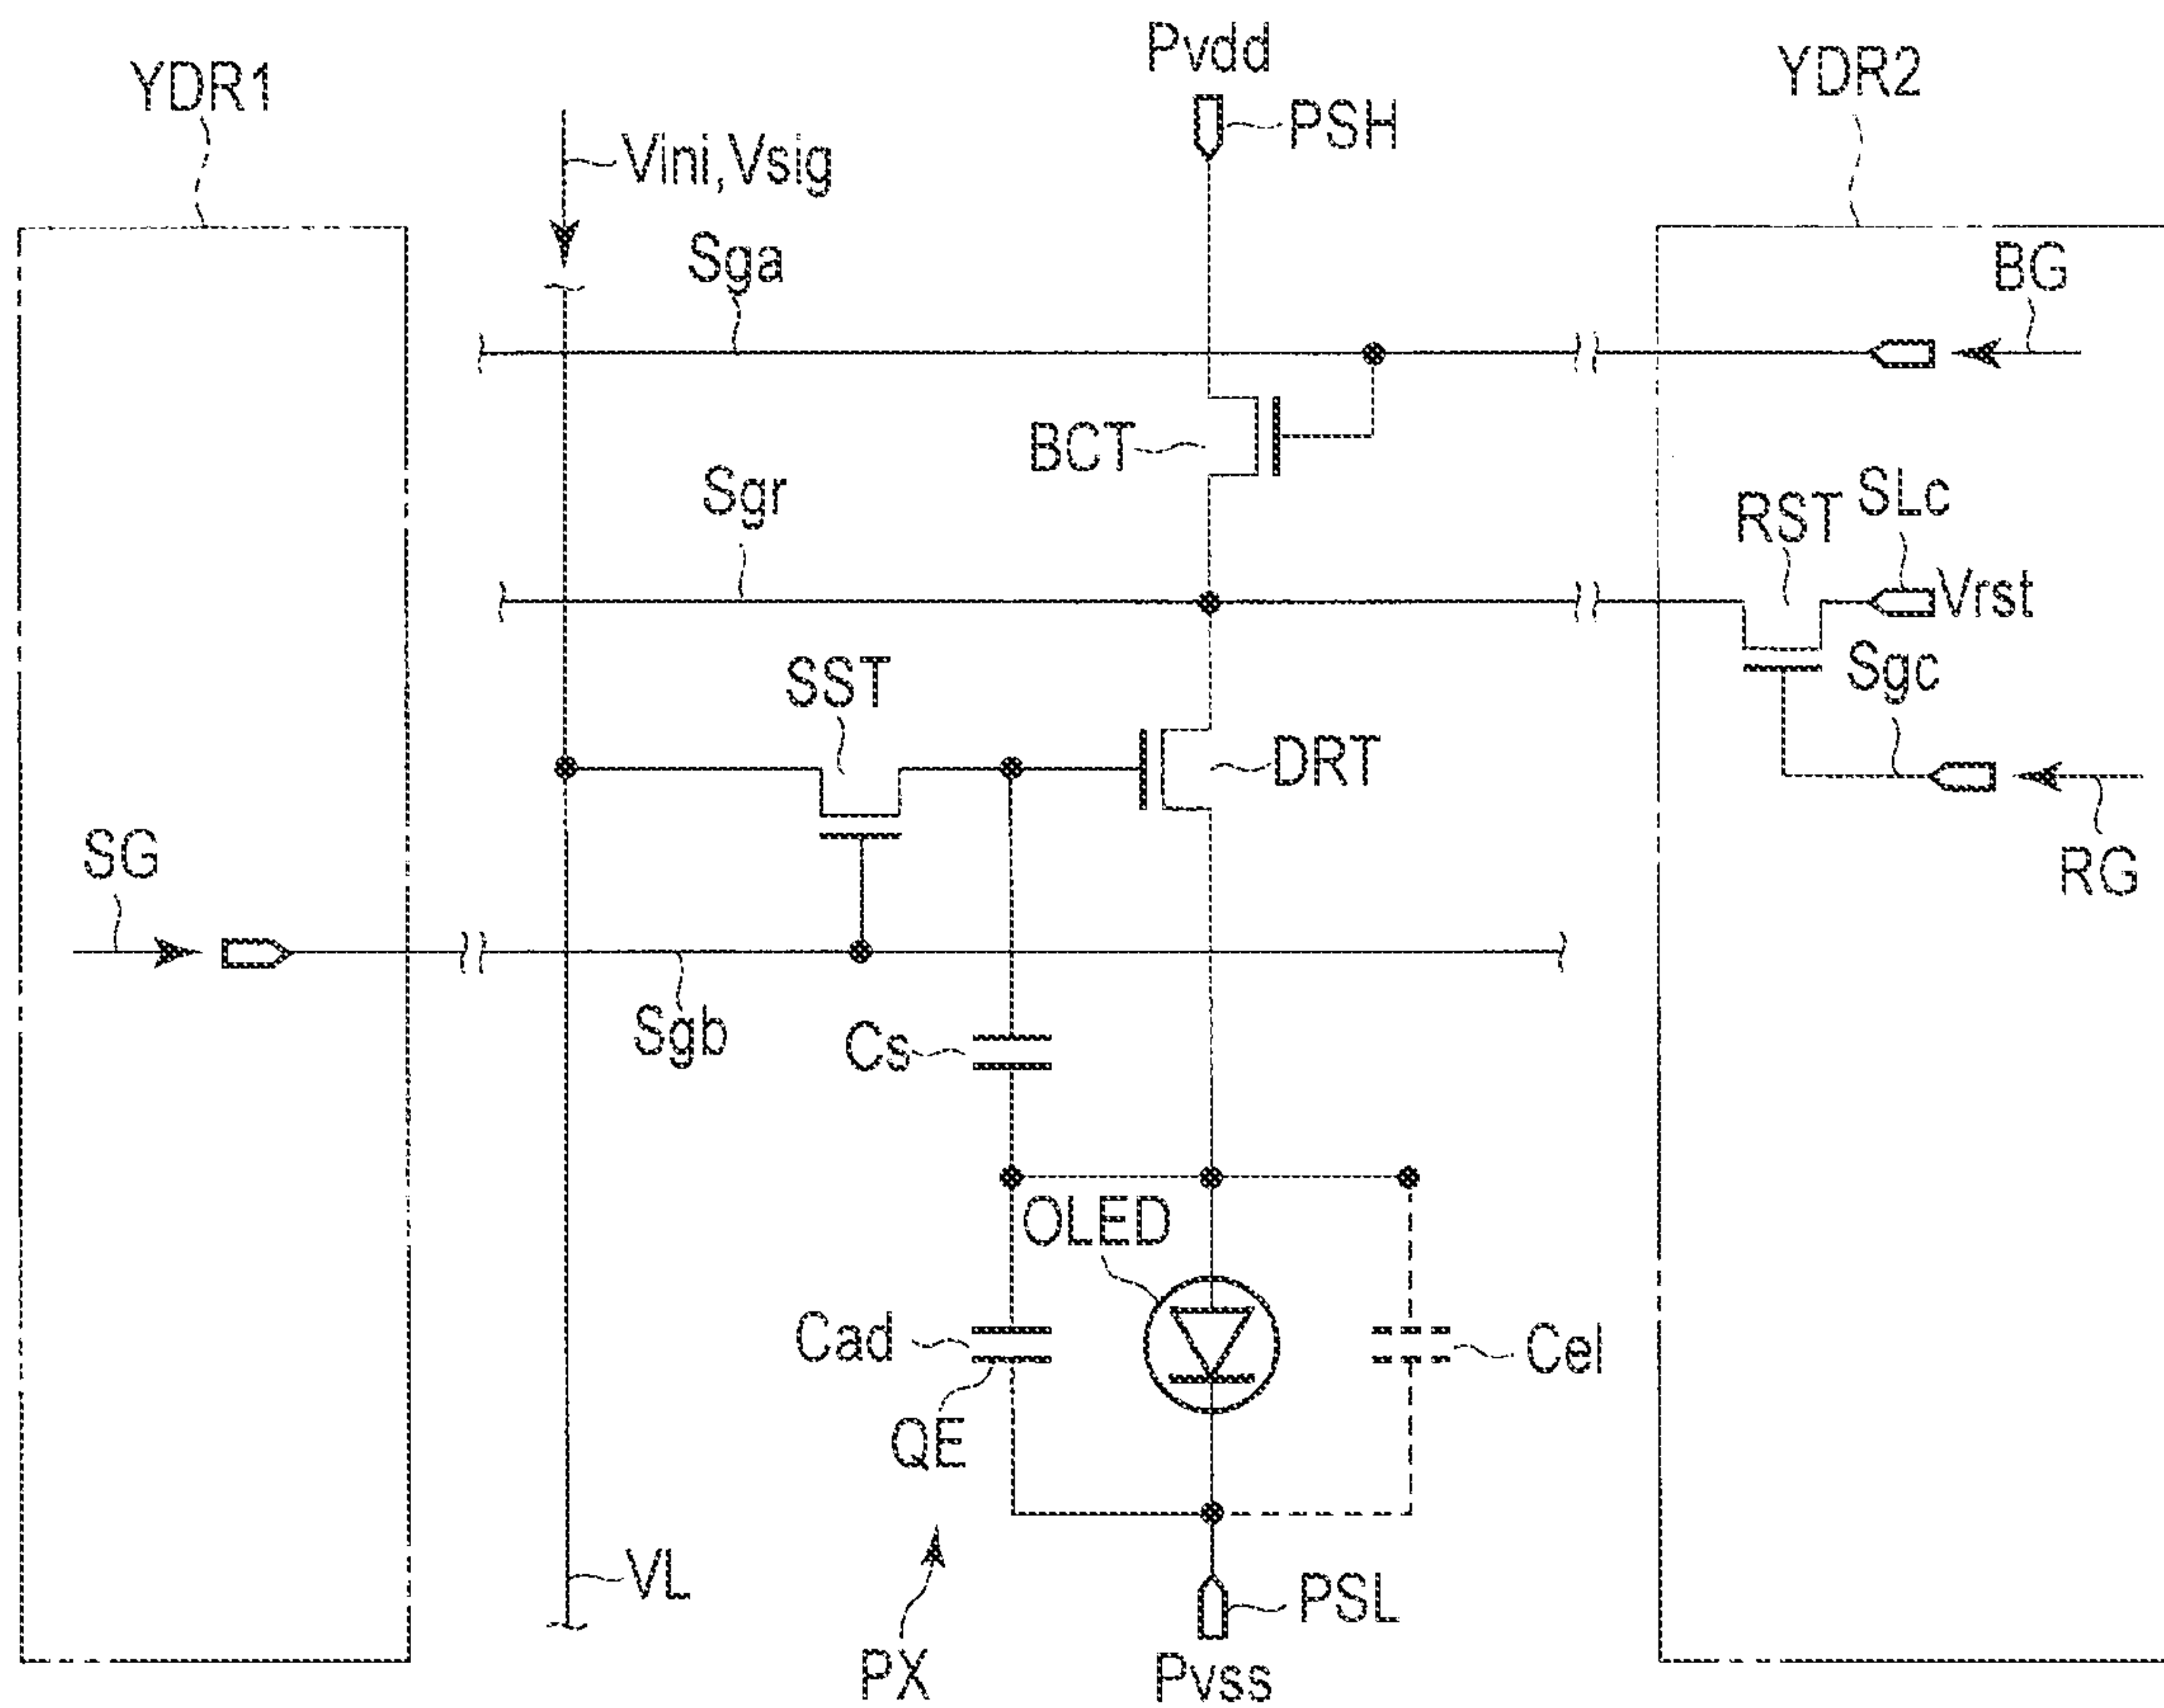 Pvdd
YDR1
YDR2
PSH
Vini,Vsig
Sga
BG
BCT
Sgr
RST
SLc
Vrst
Sgc
SST
DRT
SG
RG
Sgb
Cs
OLED
Cad
Cel
QE
VL
PSL
PX
Pvss